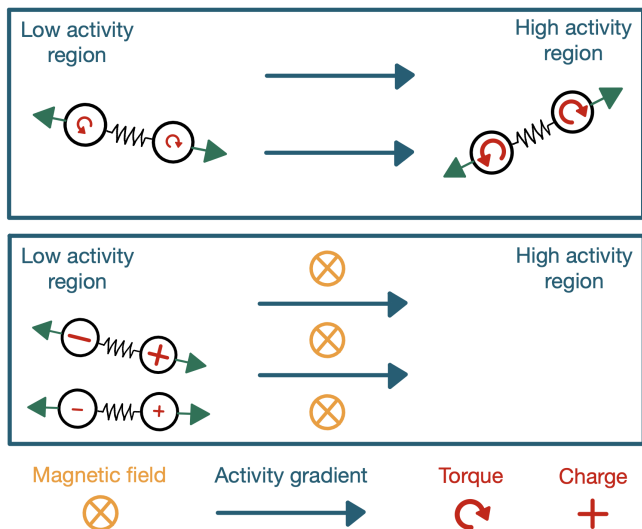 Low activity
region
High activity
region
Low activity
region
High activity
region
− +
− +
Magnetic field
Activity gradient
Torque
Charge
+